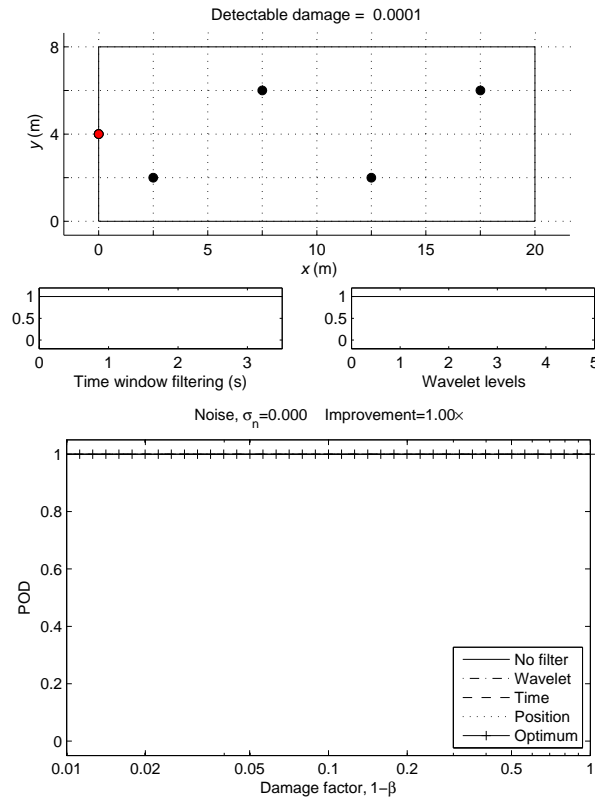 Detectable damage = 0.0001
8
4
0
y (m)
0 5 10 15 20
x (m)
1
0.5
0
0 1 2 3
Time window filtering (s)
1
0.5
0
0 1 2 3 4 5
Wavelet levels
Noise, σn=0.000 Improvement=1.00×
1
0.8
0.6
0.4
0.2
0
POD
0.01 0.02 0.05 0.1 0.2 0.5 1
Damage factor, 1−β
No filter
Wavelet
Time
Position
Optimum